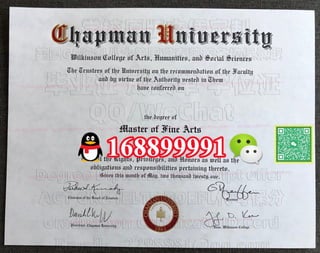 Chapman University
Wilkinson College of Arts, Humanities, and Social Sciences
The Trustees of the University on the recommendation of the Faculty
and by virtue of the Authority vested in Them
have conferred on
QQ/WeChat
the degree of
Master of Fine Arts
168899991
the Rights, Privileges, and Honors as well as the
obligations and responsibilities pertaining thereto.
Given this month of May, two thousand twenty one.
Chairman of the Board of Trustees
President, Chapman University
Dean, Wilkinson College